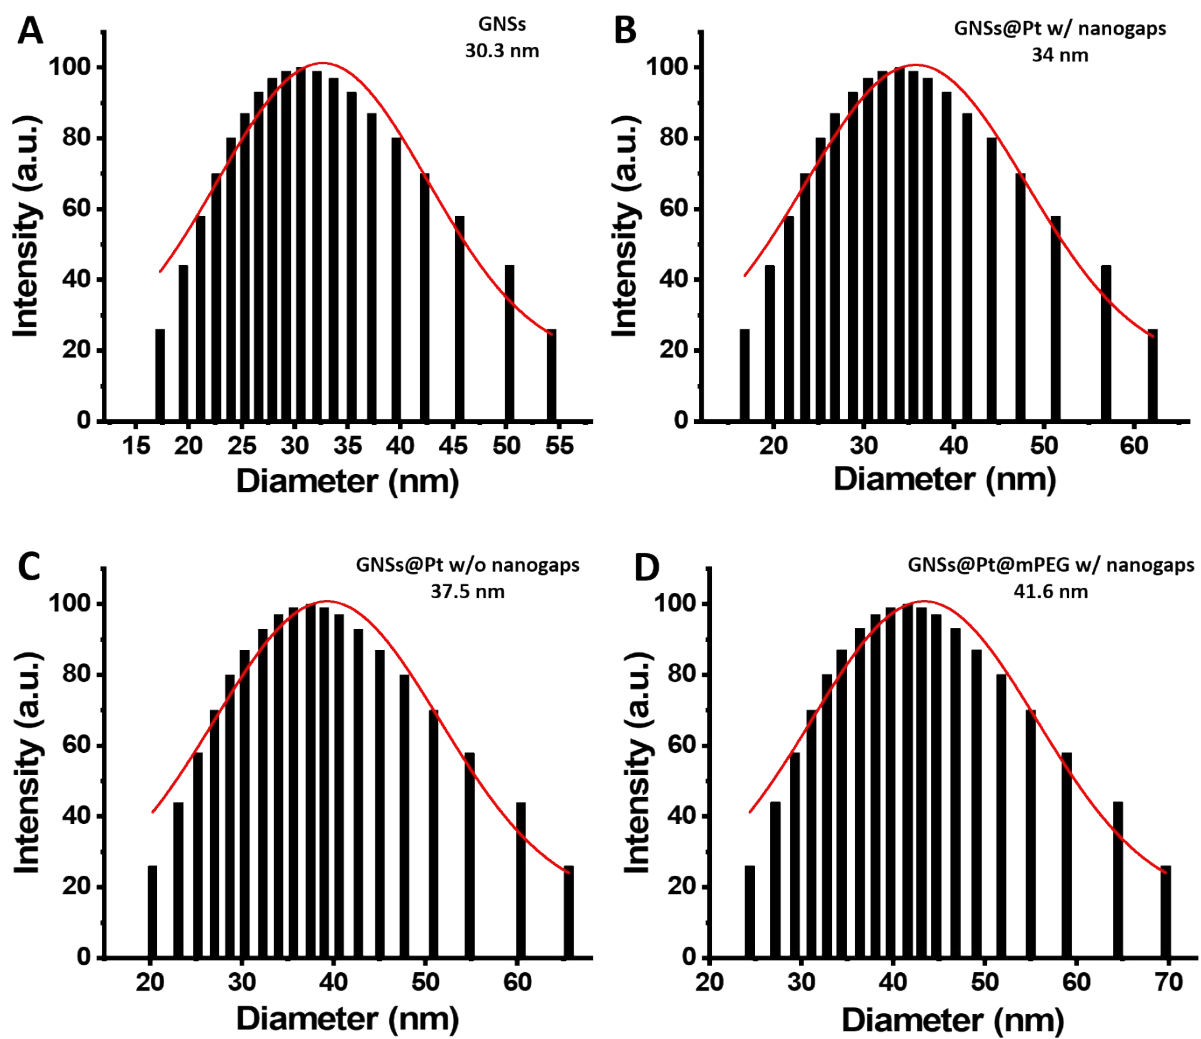 A
GNSs
30.3 nm
Intensity (a.u.)
100
80
60
40
20
0
15 20 25 30 35 40 45 50 55
Diameter (nm)
B
GNSs@Pt w/ nanogaps
34 nm
Intensity (a.u.)
100
80
60
40
20
0
20 30 40 50 60
Diameter (nm)
C
GNSs@Pt w/o nanogaps
37.5 nm
Intensity (a.u.)
100
80
60
40
20
0
20 30 40 50 60
Diameter (nm)
D
GNSs@Pt@mPEG w/ nanogaps
41.6 nm
Intensity (a.u.)
100
80
60
40
20
0
20 30 40 50 60 70
Diameter (nm)